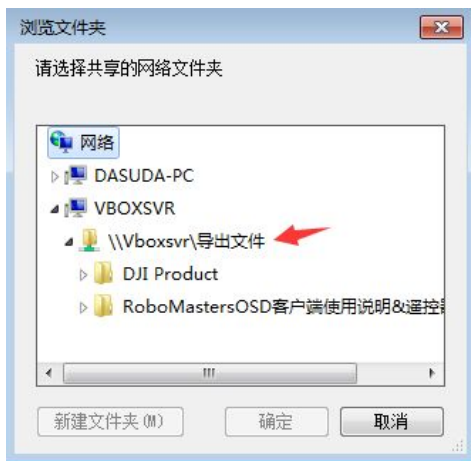 浏览文件夹
请选择共享的网络文件夹
网络
DASUDA-PC
VBOXSVR
\\Vboxsvr\导出文件
DJI Product
RoboMastersOSD客户端使用说明&遥控
新建文件夹(M) 确定 取消